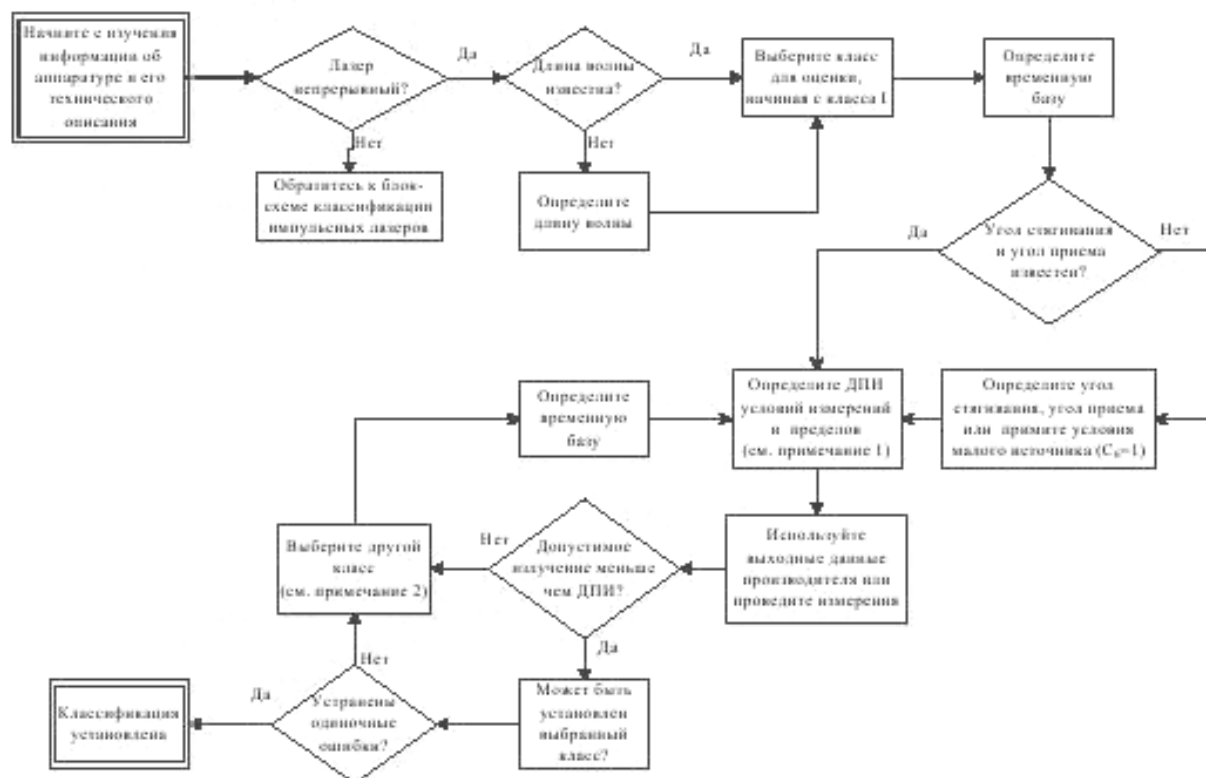 Начните с изучения
информации об
аппаратуре и его
технического
описания
Лазер
непрерывный?
Да
Нет
Обратитесь к блок-
схеме классификации
импульсных лазеров
Длина волны
известна?
Да
Нет
Определите
длину волны
Выберите класс
для оценки,
начиная с класса 1
Определите
временную
базу
Угол стягивания
и угол приема
известен?
Да
Нет
Определите угол
стягивания, угол приема
или примите условия
малого источника (C₆=1)
Определите ДПИ
условий измерений
и пределов
(см. примечание 1)
Определите
временную
базу
Используйте
выходные данные
производителя или
проведите измерения
Допустимое
излучение меньше
чем ДПИ?
Нет
Да
Выберите другой
класс
(см. примечание 2)
Может быть
установлен
выбранный
класс?
Устранены
одиночные
ошибки?
Нет
Да
Классификация
установлена